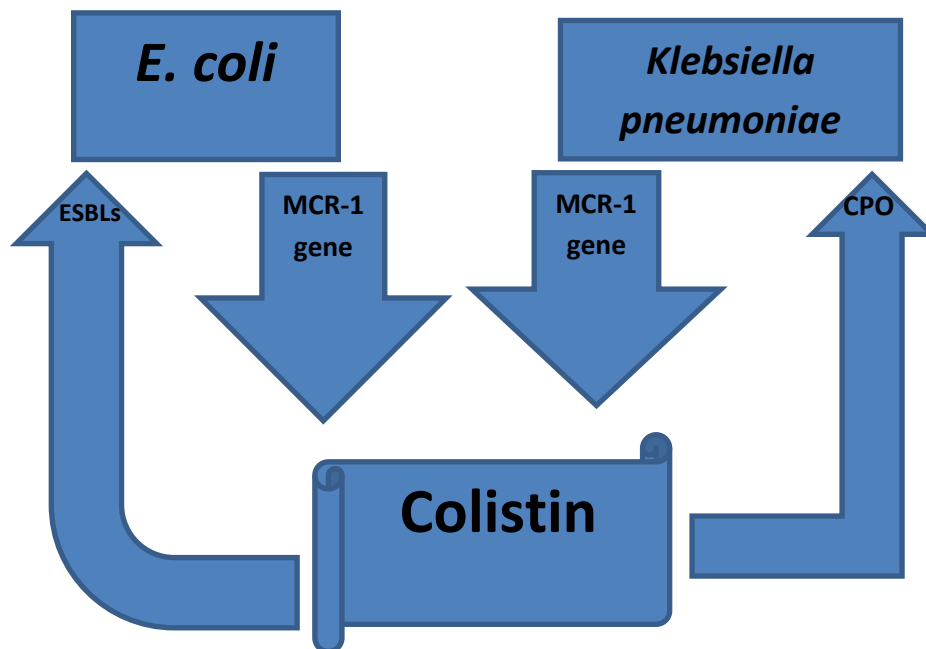 E. coli
Klebsiella
pneumoniae
ESBLs
MCR-1
gene
MCR-1
gene
CPO
Colistin